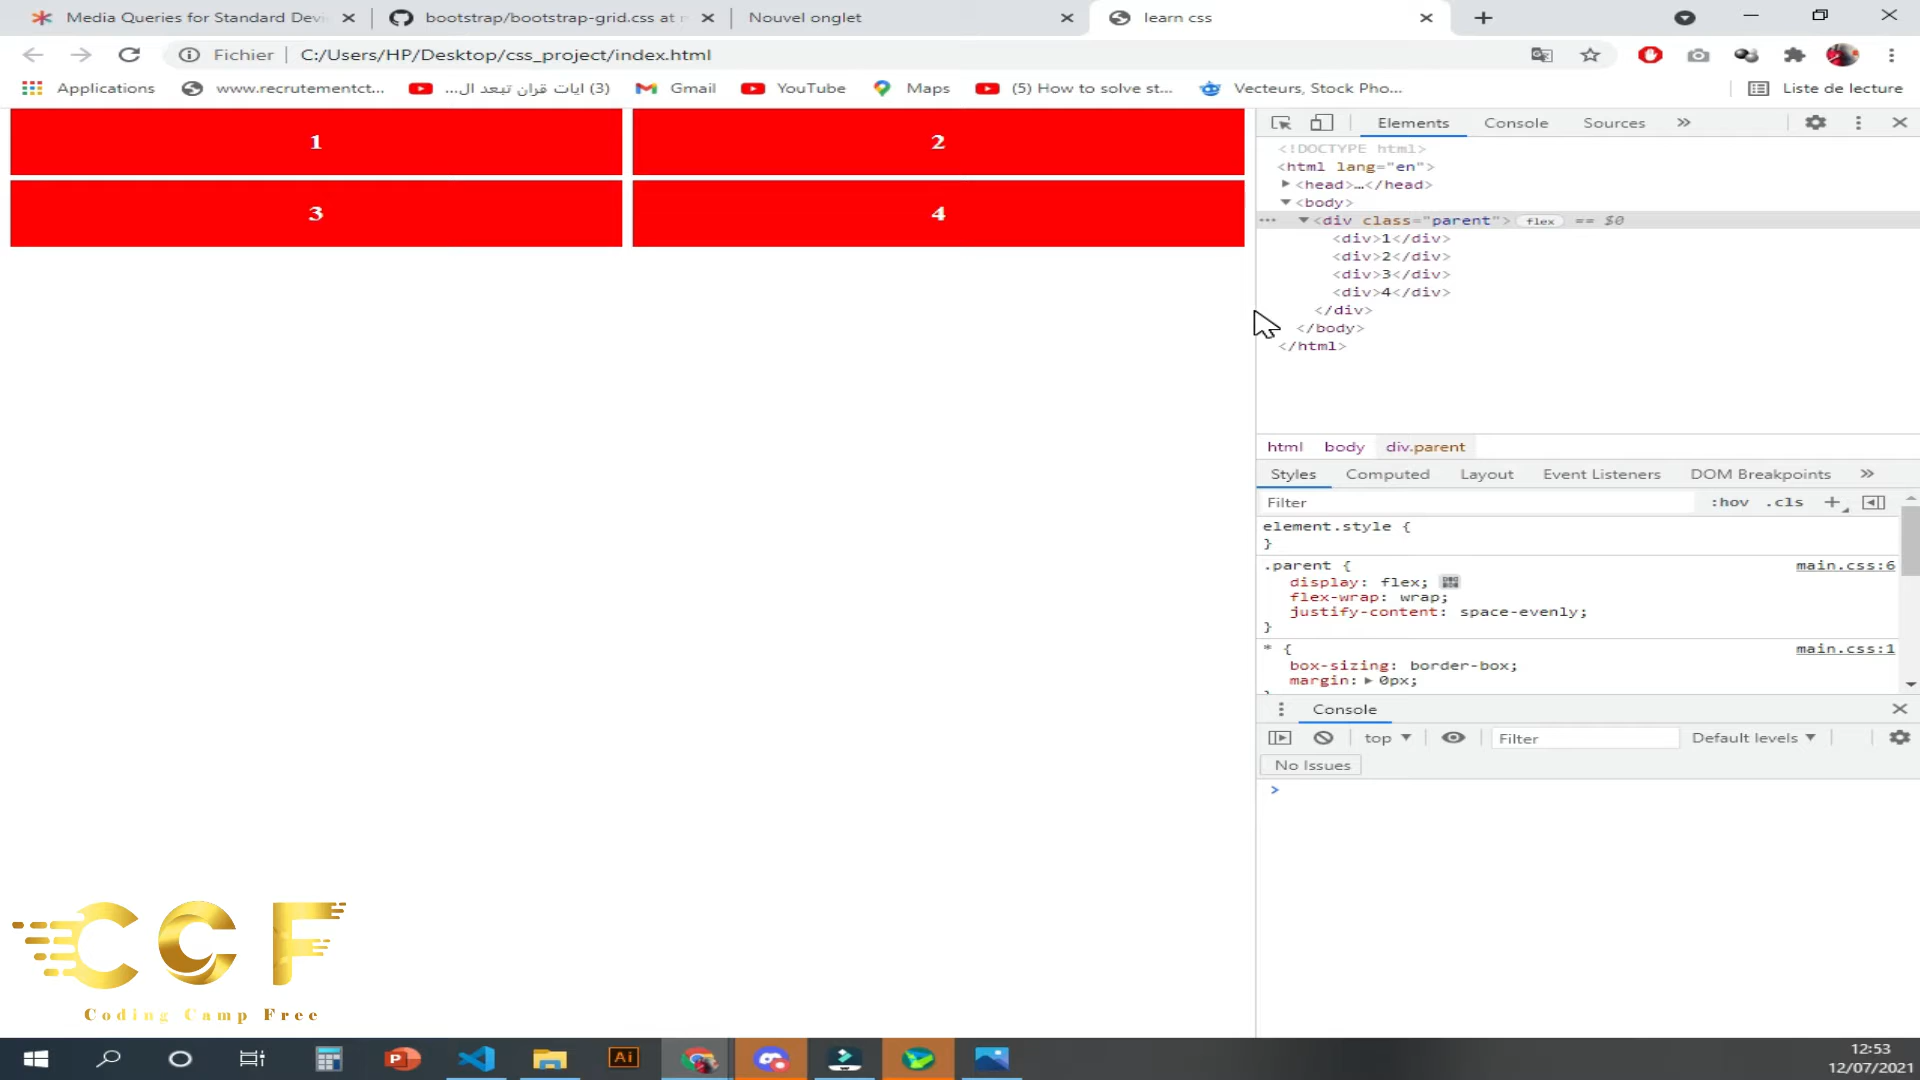 Media Queries for Standard Devi
bootstrap/bootstrap-grid.css at m
Nouvel onglet
learn css
Fichier
C:/Users/HP/Desktop/css_project/index.html
Applications
www.recrutementct...
(3) ايات قران تبعد ال...
Gmail
YouTube
Maps
(5) How to solve st...
Vecteurs, Stock Pho...
Liste de lecture
1
2
3
4
Elements
Console
Sources
<!DOCTYPE html>
<html lang="en">
<head>…</head>
<body>
<div class="parent"> flex == $0
<div>1</div>
<div>2</div>
<div>3</div>
<div>4</div>
</div>
</body>
</html>
html body div.parent
Styles Computed Layout Event Listeners DOM Breakpoints
Filter :hov .cls
element.style {
}
.parent { main.css:6
display: flex;
flex-wrap: wrap;
justify-content: space-evenly;
}
* { main.css:1
box-sizing: border-box;
margin: 0px;
Console
top Filter Default levels
No Issues
>
CCF
Coding Camp Free
P
Ai
12:53
12/07/2021